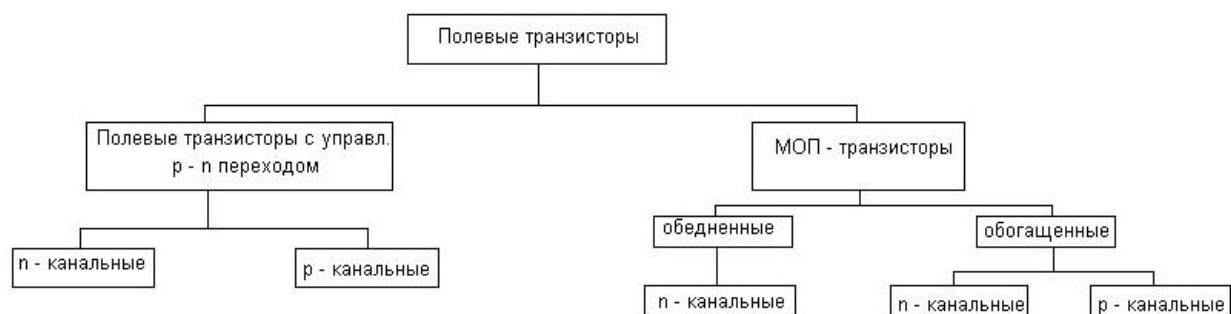 Полевые транзисторы
Полевые транзисторы с управл.
р - n переходом
МОП - транзисторы
обедненные
обогащенные
n - канальные
р - канальные
n - канальные
n - канальные
р - канальные